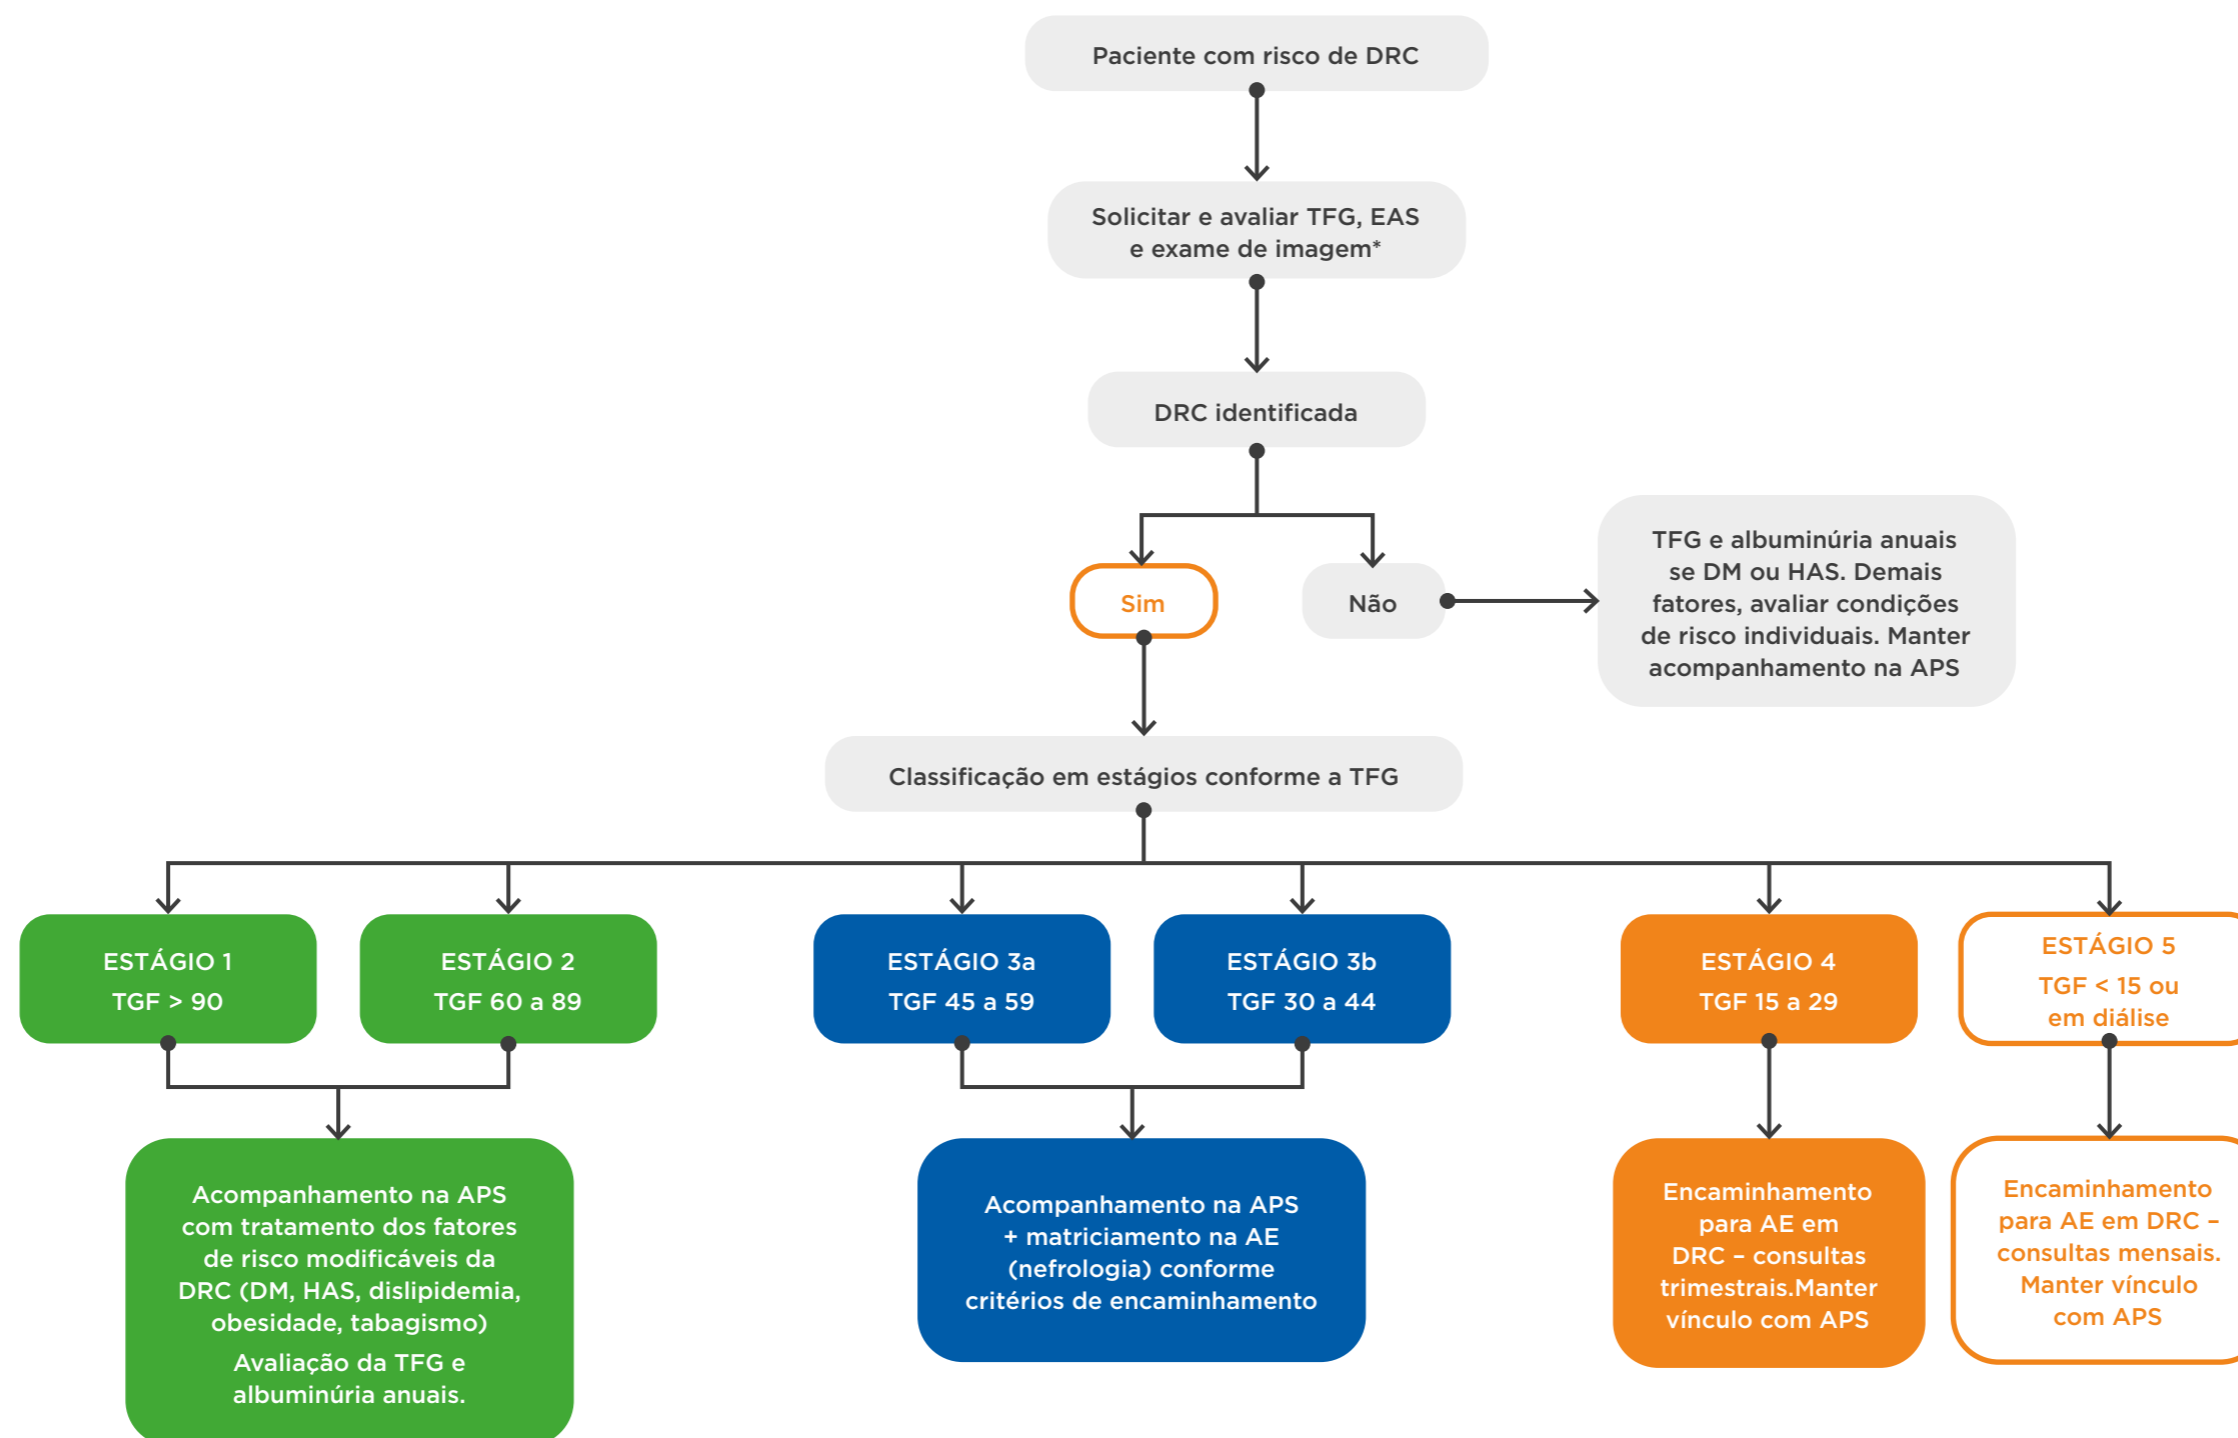 Paciente com risco de DRC
Solicitar e avaliar TFG, EAS
e exame de imagem*
DRC identificada
Sim
Não
TFG e albuminúria anuais
se DM ou HAS. Demais
fatores, avaliar condições
de risco individuais. Manter
acompanhamento na APS
Classificação em estágios conforme a TFG
ESTÁGIO 1
TGF > 90
ESTÁGIO 2
TGF 60 a 89
ESTÁGIO 3a
TGF 45 a 59
ESTÁGIO 3b
TGF 30 a 44
ESTÁGIO 4
TGF 15 a 29
ESTÁGIO 5
TGF < 15 ou
em diálise
Acompanhamento na APS
com tratamento dos fatores
de risco modificáveis da
DRC (DM, HAS, dislipidemia,
obesidade, tabagismo)
Avaliação da TFG e
albuminúria anuais.
Acompanhamento na APS
+ matriciamento na AE
(nefrologia) conforme
critérios de encaminhamento
Encaminhamento
para AE em
DRC – consultas
trimestrais.Manter
vínculo com APS
Encaminhamento
para AE em DRC –
consultas mensais.
Manter vínculo
com APS